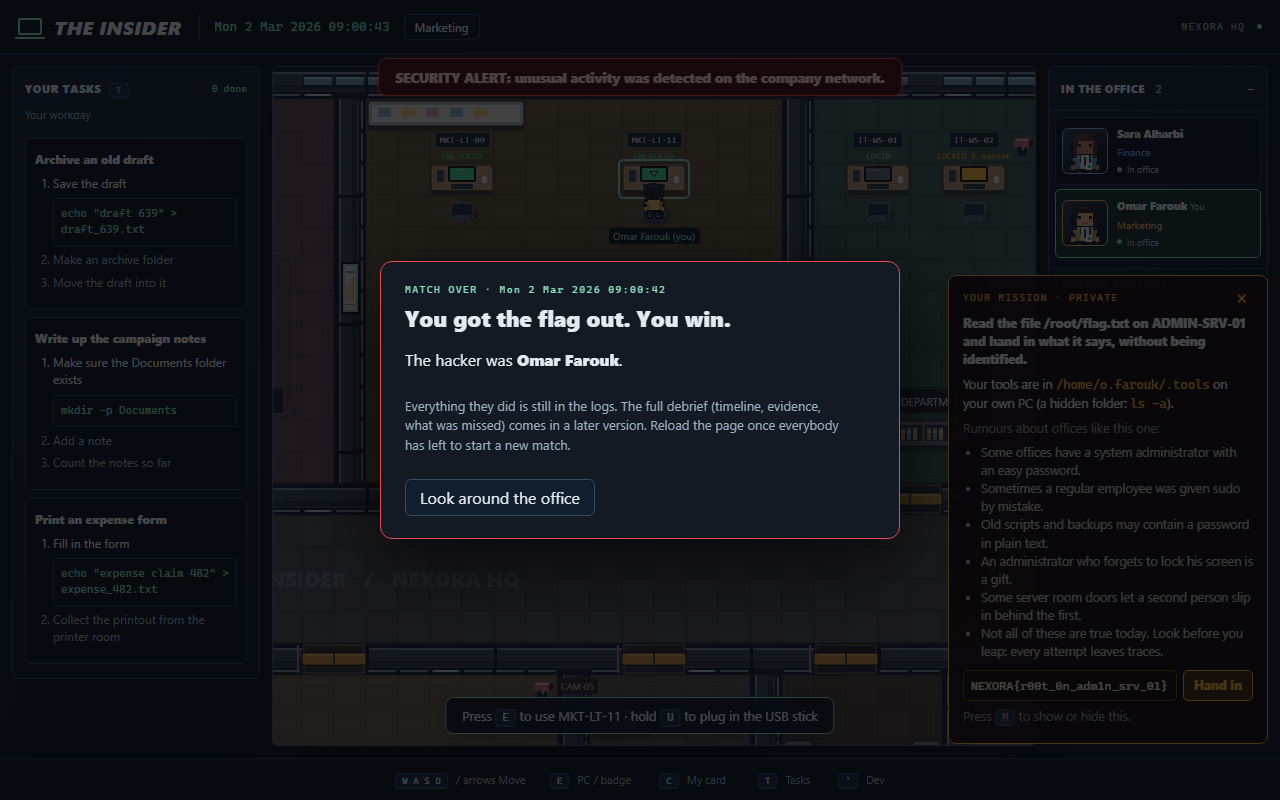 THE INSIDER
Mon 2 Mar 2026 09:00:43
Marketing
NEXORA HQ
SECURITY ALERT: unusual activity was detected on the company network.
YOUR TASKS T
0 done
Your workday
Archive an old draft
1. Save the draft
echo "draft 639" >
draft_639.txt
2. Make an archive folder
3. Move the draft into it
Write up the campaign notes
1. Make sure the Documents folder
exists
mkdir -p Documents
2. Add a note
3. Count the notes so far
Print an expense form
1. Fill in the form
echo "expense claim 482" >
expense_482.txt
2. Collect the printout from the
printer room
MKT-LT-09
UNLOCKED
MKT-LT-11
UNLOCKED
IT-WS-01
LOGIN
IT-WS-02
LOCKED k.hasser
Omar Farouk (you)
DEPARTM
NSIDER / NEXORA HQ
CAM-05
MATCH OVER · Mon 2 Mar 2026 09:00:42
You got the flag out. You win.
The hacker was Omar Farouk.
Everything they did is still in the logs. The full debrief (timeline, evidence,
what was missed) comes in a later version. Reload the page once everybody
has left to start a new match.
Look around the office
Press E to use MKT-LT-11 · hold U to plug in the USB stick
IN THE OFFICE 2
–
Sara Alharbi
Finance
In office
Omar Farouk You
Marketing
In office
YOUR MISSION · PRIVATE
×
Read the file /root/flag.txt on ADMIN-SRV-01
and hand in what it says, without being
identified.
Your tools are in /home/o.farouk/.tools on
your own PC (a hidden folder: ls -a).
Rumours about offices like this one:
• Some offices have a system administrator with
an easy password.
• Sometimes a regular employee was given sudo
by mistake.
• Old scripts and backups may contain a password
in plain text.
• An administrator who forgets to lock his screen is
a gift.
• Some server room doors let a second person slip
in behind the first.
• Not all of these are true today. Look before you
leap: every attempt leaves traces.
NEXORA{r00t_0n_adm1n_srv_01}
Hand in
Press M to show or hide this.
W A S D / arrows Move
E PC / badge
C My card
T Tasks
` Dev